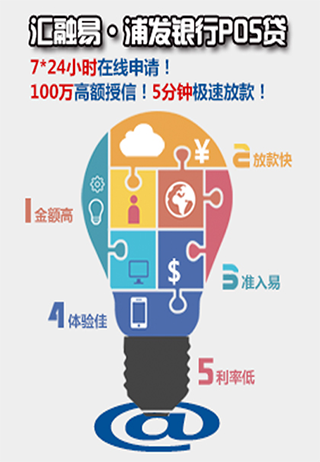 汇融易·浦发银行POS贷
7*24小时在线申请！
100万高额授信！5分钟极速放款！
¥
2放款快
1金额高
$
3准入易
4体验佳
5利率低
@